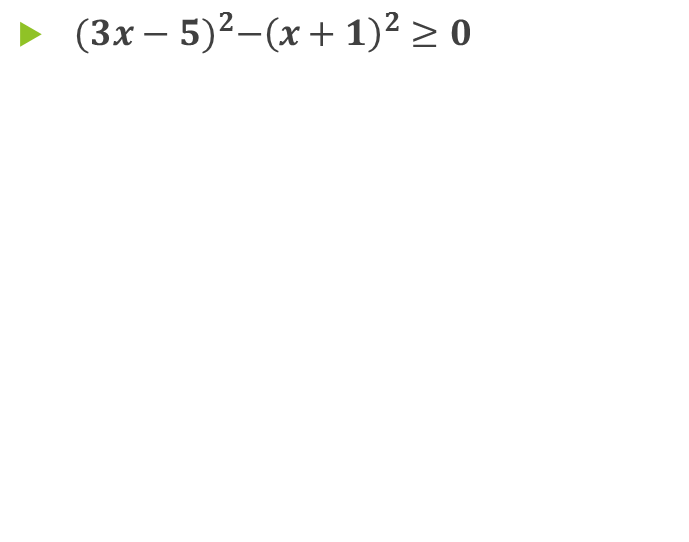 (3x – 5)²–(x + 1)² ≥ 0